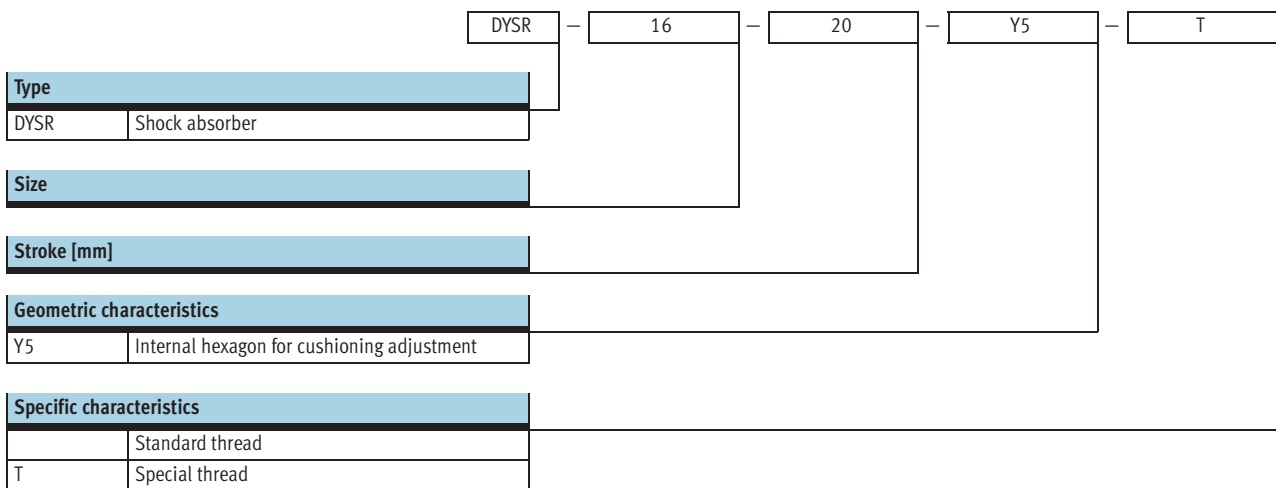 DYSR – 16 – 20 – Y5 – T
Type
DYSR Shock absorber
Size
Stroke [mm]
Geometric characteristics
Y5 Internal hexagon for cushioning adjustment
Specific characteristics
Standard thread
T Special thread